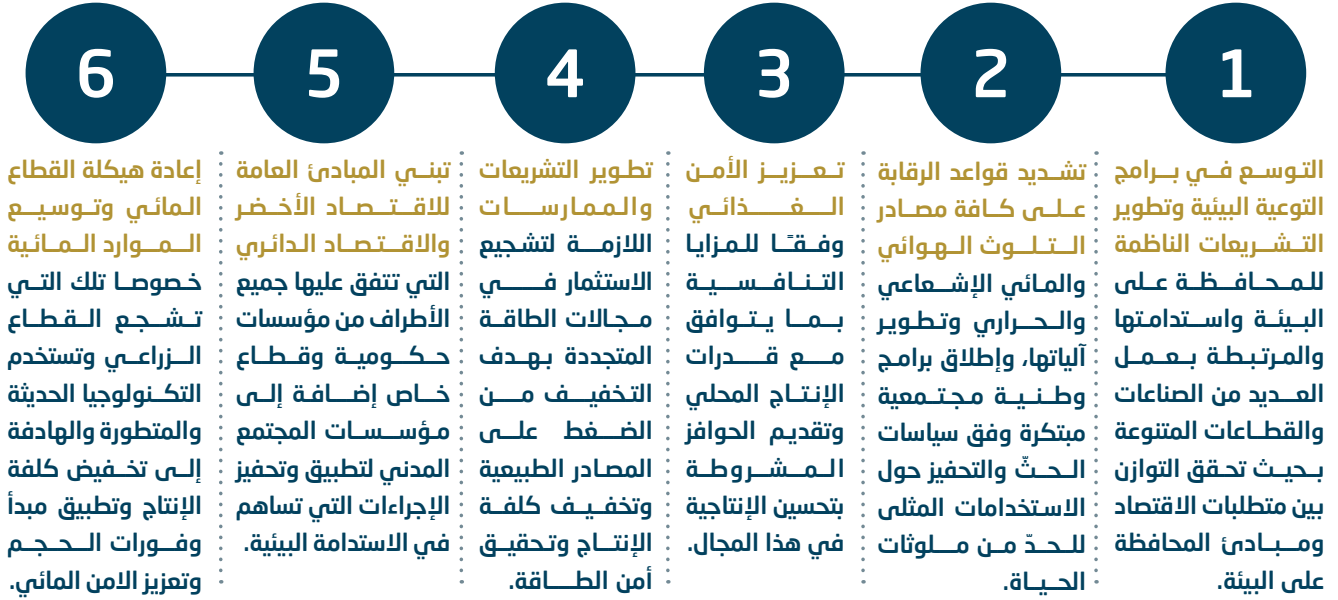 1
التوسع في برامج
التوعية البيئية وتطوير
التشريعات الناظمة
للمحافظة على
البيئة واستدامتها
والمرتبطة بعمل
العديد من الصناعات
والقطاعات المتنوعة
بحيث تحقق التوازن
بين متطلبات الاقتصاد
ومبادئ المحافظة
على البيئة.
2
تشديد قواعد الرقابة
على كافة مصادر
التلوث الهوائي
والمائي الإشعاعي
والحراري وتطوير
آلياتها، وإطلاق برامج
وطنية مجتمعية
مبتكرة وفق سياسات
الحثّ والتحفيز حول
الاستخدامات المثلى
للحدّ من ملوثات
الحياة.
3
تعزيز الأمن
الغذائي
وفقًا للمزايا
التنافسية
بما يتوافق
مع قدرات
الإنتاج المحلي
وتقديم الحوافز
المشروطة
بتحسين الإنتاجية
في هذا المجال.
4
تطوير التشريعات
والممارسات
اللازمة لتشجيع
الاستثمار في
مجالات الطاقة
المتجددة بهدف
التخفيف من
الضغط على
المصادر الطبيعية
وتخفيف كلفة
الإنتاج وتحقيق
أمن الطاقة.
5
تبني المبادئ العامة
للاقتصاد الأخضر
والاقتصاد الدائري
التي تتفق عليها جميع
الأطراف من مؤسسات
حكومية وقطاع
خاص إضافة إلى
مؤسسات المجتمع
المدني لتطبيق وتحفيز
الإجراءات التي تساهم
في الاستدامة البيئية.
6
إعادة هيكلة القطاع
المائي وتوسيع
الموارد المائية
خصوصا تلك التي
تشجع القطاع
الزراعي وتستخدم
التكنولوجيا الحديثة
والمتطورة والهادفة
إلى تخفيض كلفة
الإنتاج وتطبيق مبدأ
وفورات الحجم
وتعزيز الامن المائي.